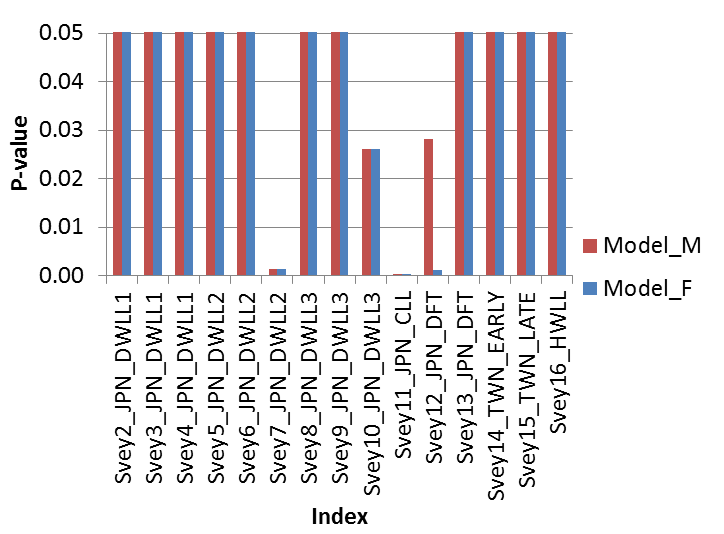 0.05
0.04
0.03
0.02
0.01
0.00
P-value
Model_M
Model_F
Svey2_JPN_DWLL1
Svey3_JPN_DWLL1
Svey4_JPN_DWLL1
Svey5_JPN_DWLL2
Svey6_JPN_DWLL2
Svey7_JPN_DWLL2
Svey8_JPN_DWLL3
Svey9_JPN_DWLL3
Svey10_JPN_DWLL3
Svey11_JPN_CLL
Svey12_JPN_DFT
Svey13_JPN_DFT
Svey14_TWN_EARLY
Svey15_TWN_LATE
Svey16_HWLL
Index